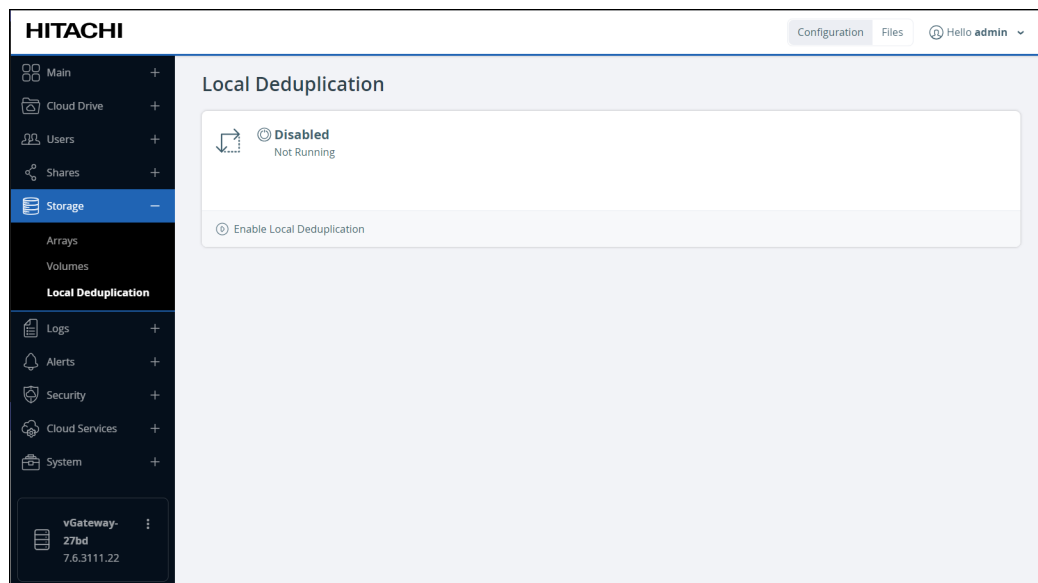 HITACHI
Configuration
Files
Hello admin
Main
Cloud Drive
Users
Shares
Storage
Arrays
Volumes
Local Deduplication
Logs
Alerts
Security
Cloud Services
System
vGateway-
27bd
7.6.3111.22
Local Deduplication
Disabled
Not Running
Enable Local Deduplication